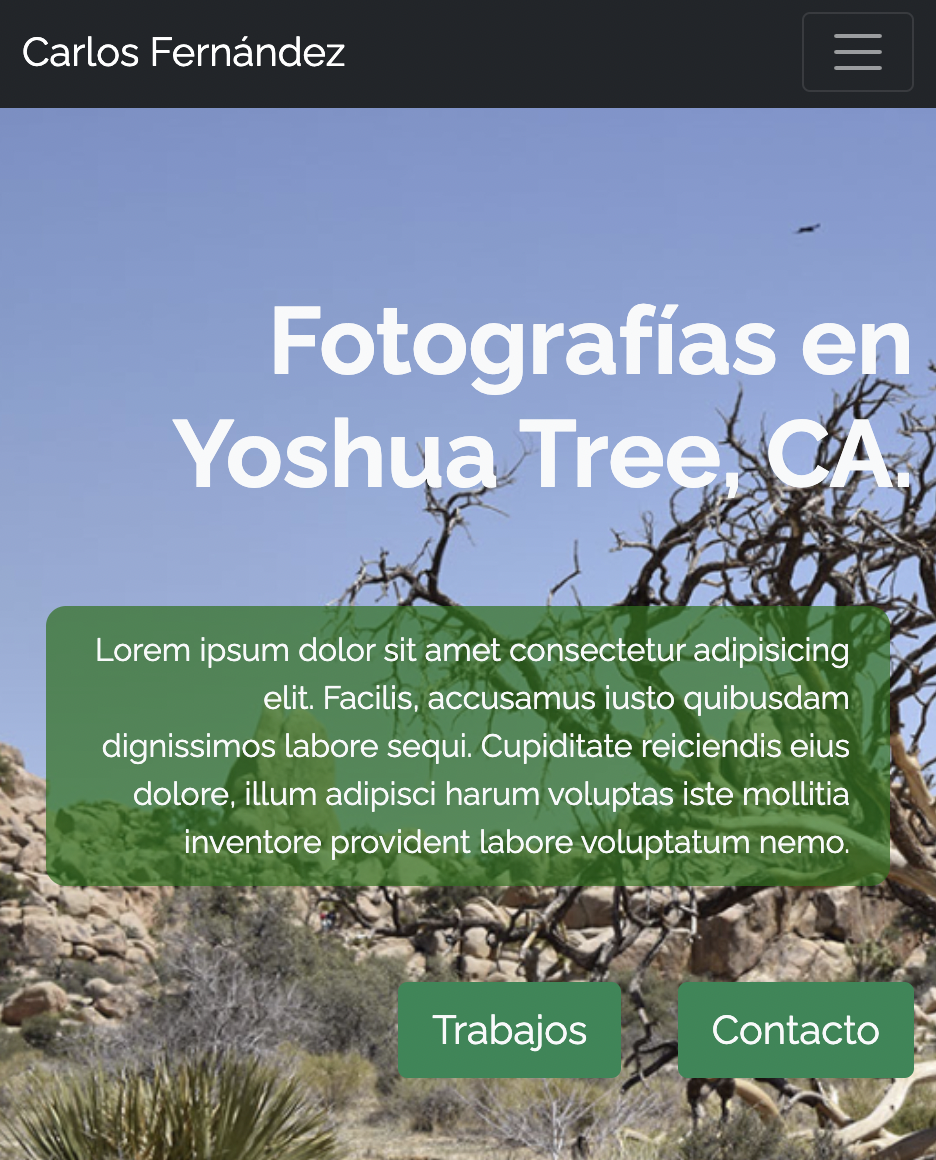 Carlos Fernández
Fotografías en
Yoshua Tree, CA.
Lorem ipsum dolor sit amet consectetur adipisicing
elit. Facilis, accusamus iusto quibusdam
dignissimos labore sequi. Cupiditate reiciendis eius
dolore, illum adipisci harum voluptas iste mollitia
inventore provident labore voluptatum nemo.
Trabajos
Contacto